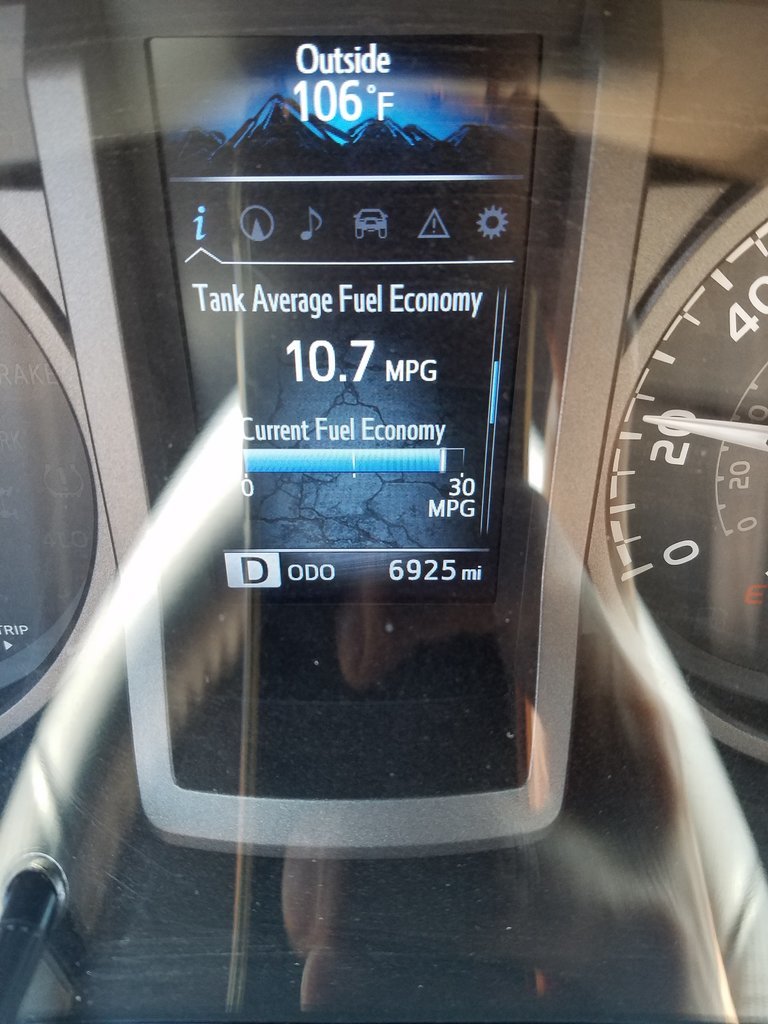 Outside
106°F
i
Tank Average Fuel Economy
10.7 MPG
Current Fuel Economy
0 30
MPG
D ODO 6925 mi
40
20
0
20
0
E
TRIP